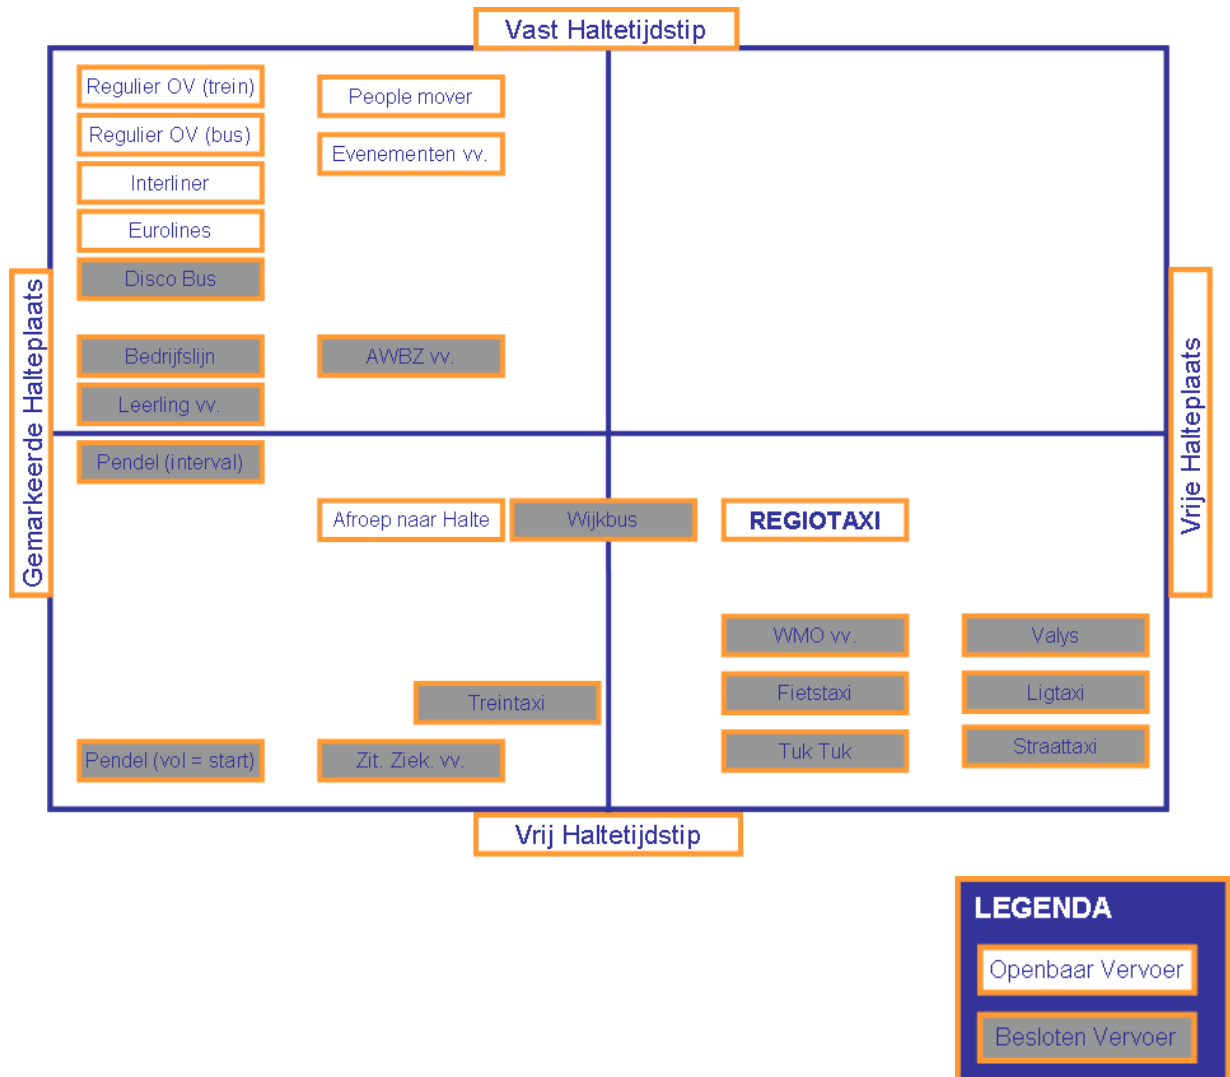 Vast Haltetijdstip
Regulier OV (trein)
People mover
Regulier OV (bus)
Evenementen vv.
Interliner
Eurolines
Disco Bus
Gemarkeerde Halteplaats
Vrije Halteplaats
Bedrijfslijn
AWBZ vv.
Leerling vv.
Pendel (interval)
Afroep naar Halte
Wijkbus
REGIOTAXI
WMO vv.
Valys
Treintaxi
Fietstaxi
Ligtaxi
Pendel (vol = start)
Zit. Ziek. vv.
Tuk Tuk
Straattaxi
Vrij Haltetijdstip
LEGENDA
Openbaar Vervoer
Besloten Vervoer